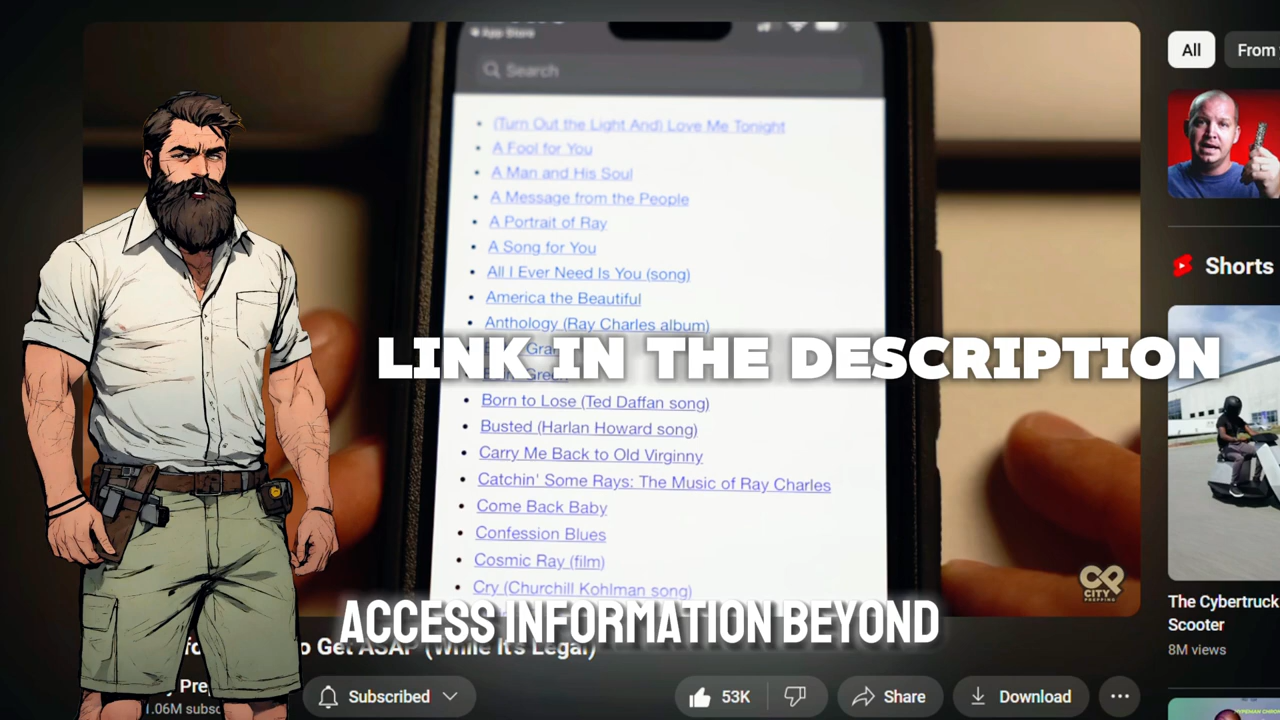 App Store
Search
(Turn Out the Light And) Love Me Tonight
A Fool for You
A Man and His Soul
A Message from the People
A Portrait of Ray
A Song for You
All I Ever Need Is You (song)
America the Beautiful
Anthology (Ray Charles album)
LINK IN THE DESCRIPTION
Born to Lose (Ted Daffan song)
Busted (Harlan Howard song)
Carry Me Back to Old Virginny
Catchin' Some Rays: The Music of Ray Charles
Come Back Baby
Confession Blues
Cosmic Ray (film)
Cry (Churchill Kohlman song)
CITY
PREPPING
ACCESS INFORMATION BEYOND
to Get ASAP (While It's Legal)
1.06M
Subscribed
53K
Share
Download
All
From
Shorts
The Cybertruck
Scooter
8M views